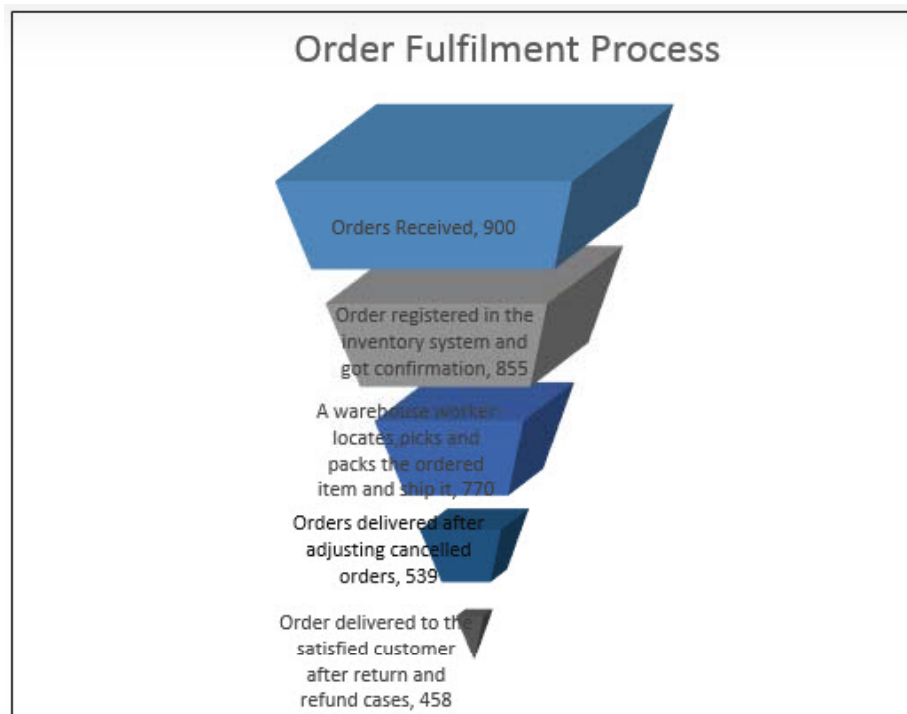 Order Fulfilment Process
Orders Received, 900
Order registered in the
inventory system and
got confirmation, 855
A warehouse worker
locates,picks and
packs the ordered
item and ship it, 770
Orders delivered after
adjusting cancelled
orders, 539
Order delivered to the
satisfied customer
after return and
refund cases, 458